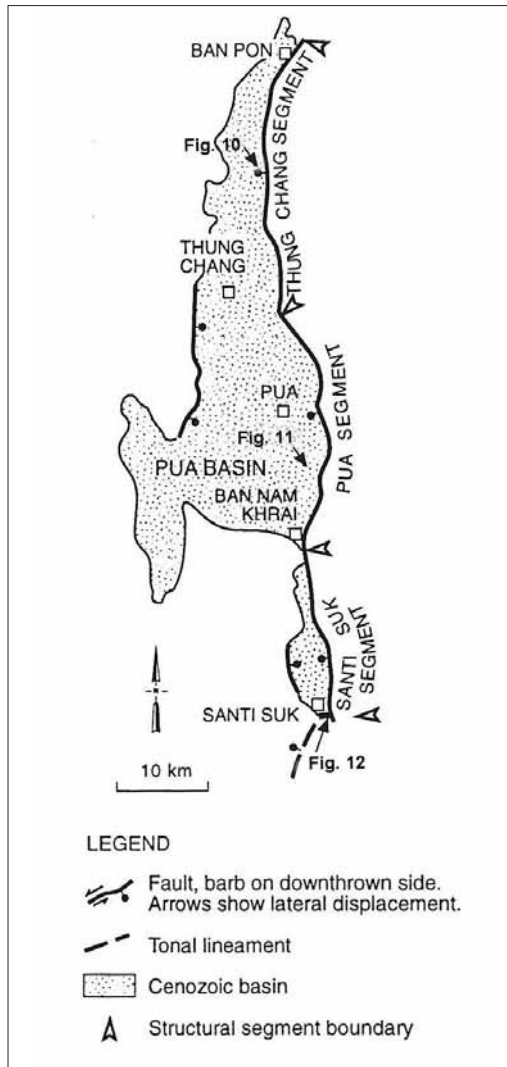 BAN PON
Fig. 10
THUNG CHANG SEGMENT
THUNG
CHANG
PUA
PUA SEGMENT
Fig. 11
PUA BASIN
BAN NAM
KHRAI
SANTI SUK
SEGMENT
SANTI SUK
Fig. 12
10 km
LEGEND
Fault, barb on downthrown side.
Arrows show lateral displacement.
Tonal lineament
Cenozoic basin
Structural segment boundary